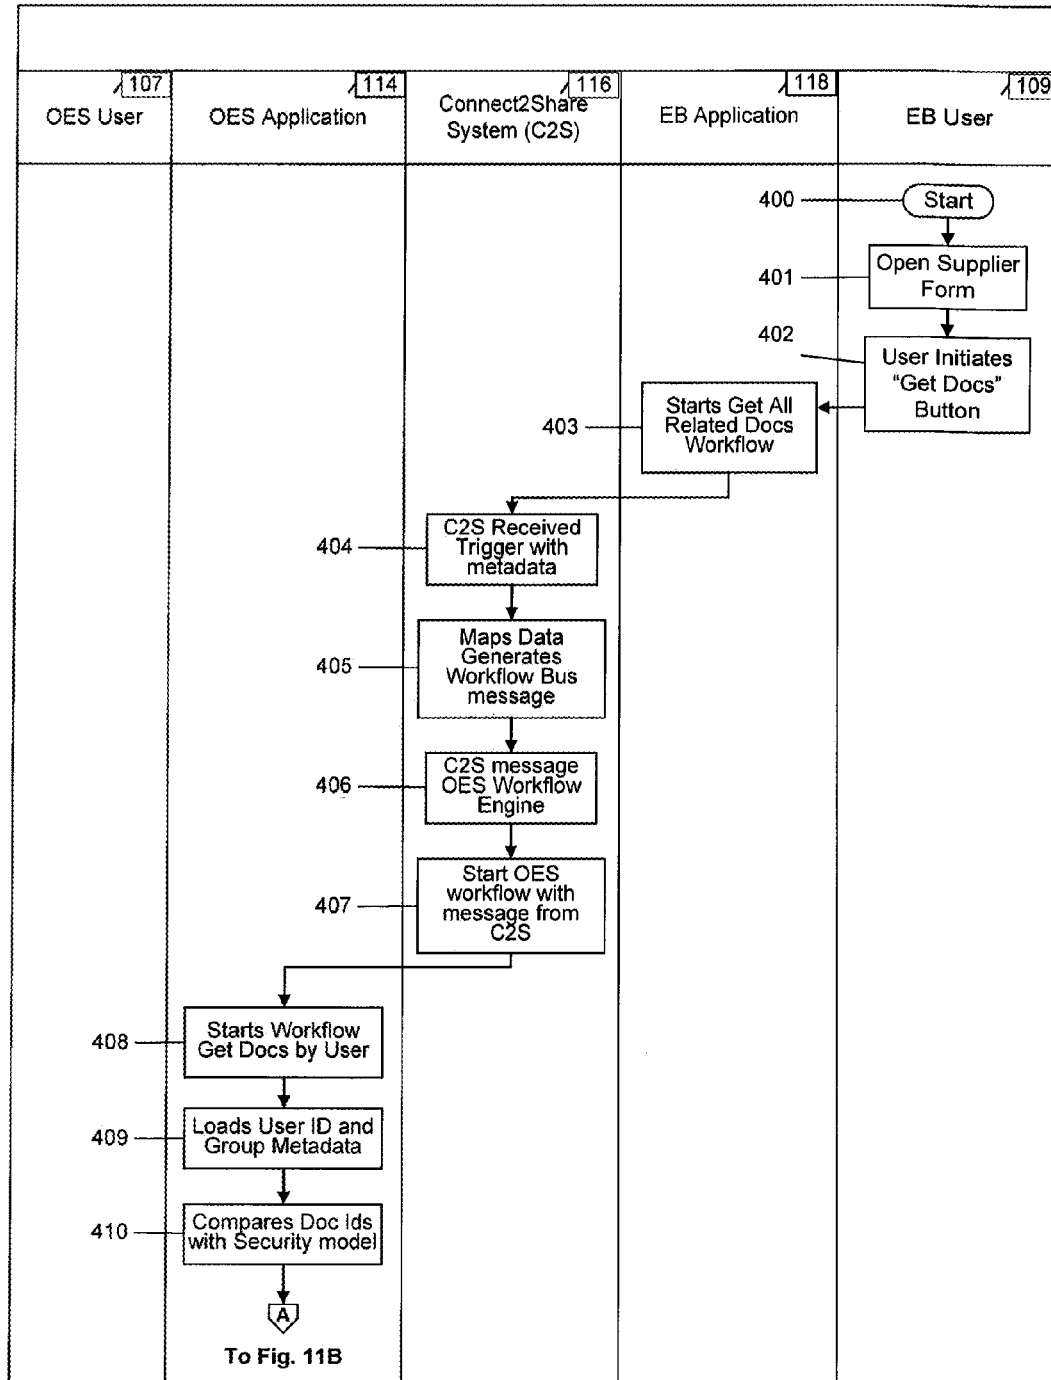 107
OES User
114
OES Application
116
Connect2Share
System (C2S)
118
EB Application
109
EB User
400
Start
401
Open Supplier
Form
402
User Initiates
“Get Docs”
Button
403
Starts Get All
Related Docs
Workflow
404
C2S Received
Trigger with
metadata
405
Maps Data
Generates
Workflow Bus
message
406
C2S message
OES Workflow
Engine
407
Start OES
workflow with
message from
C2S
408
Starts Workflow
Get Docs by User
409
Loads User ID and
Group Metadata
410
Compares Doc Ids
with Security model
A
To Fig. 11B